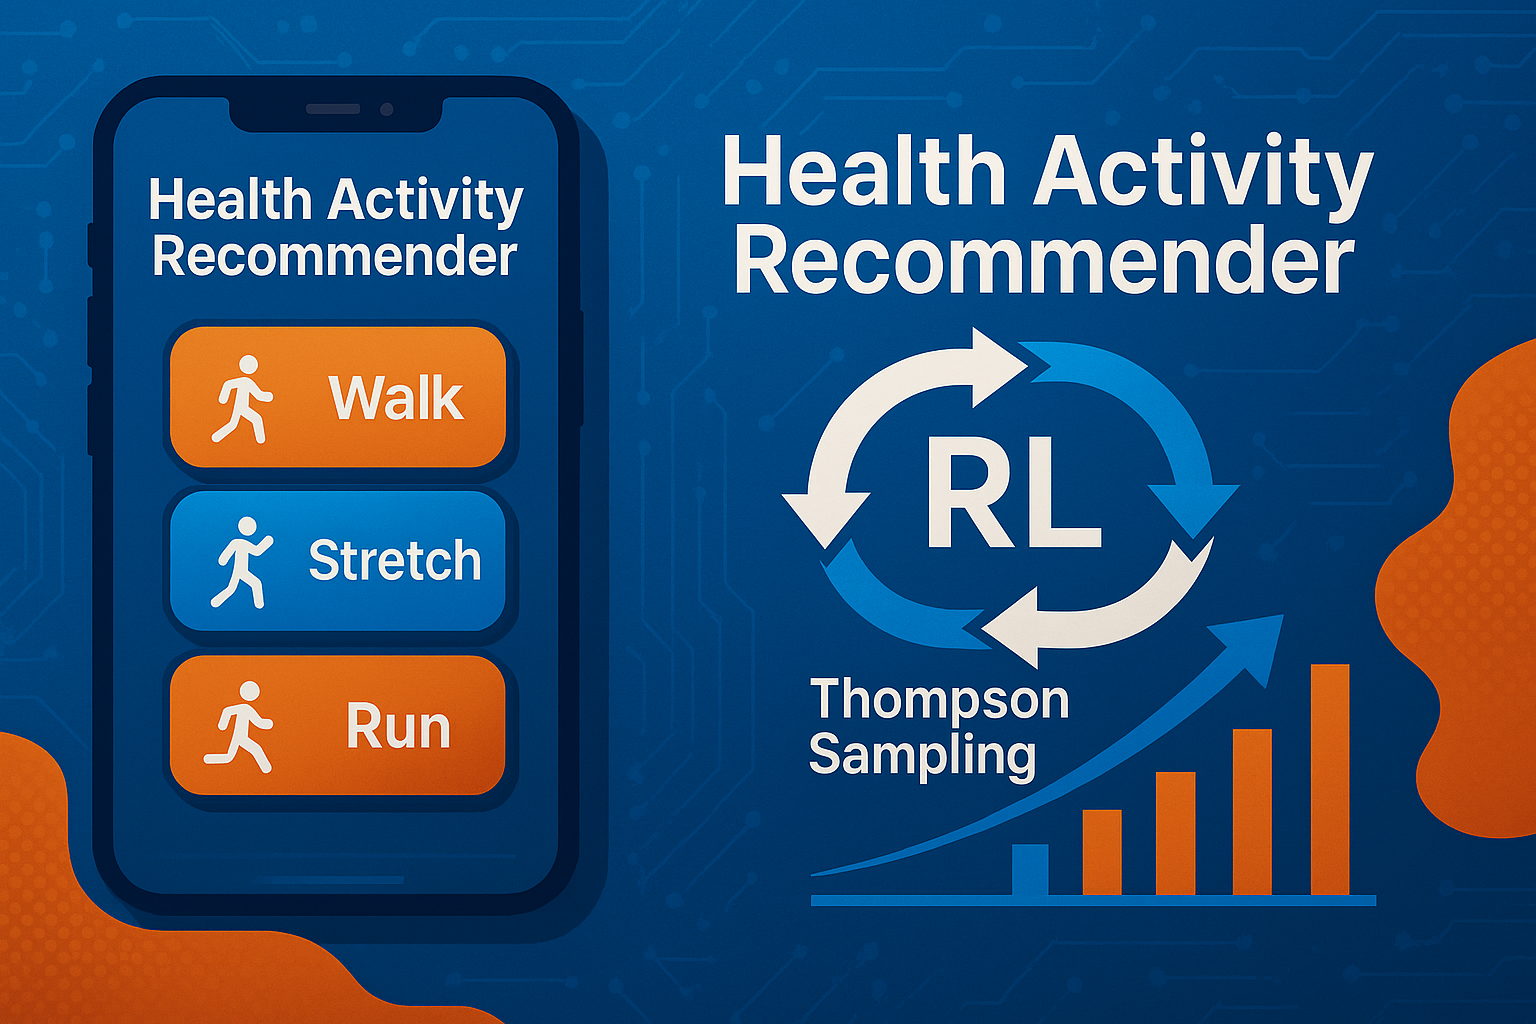 Health Activity
Recommender
Walk
Stretch
Run
Health Activity
Recommender
RL
Thompson
Sampling